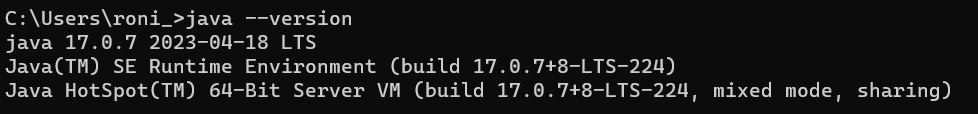 C:\Users\roni_>java --version
java 17.0.7 2023-04-18 LTS
Java(TM) SE Runtime Environment (build 17.0.7+8-LTS-224)
Java HotSpot(TM) 64-Bit Server VM (build 17.0.7+8-LTS-224, mixed mode, sharing)